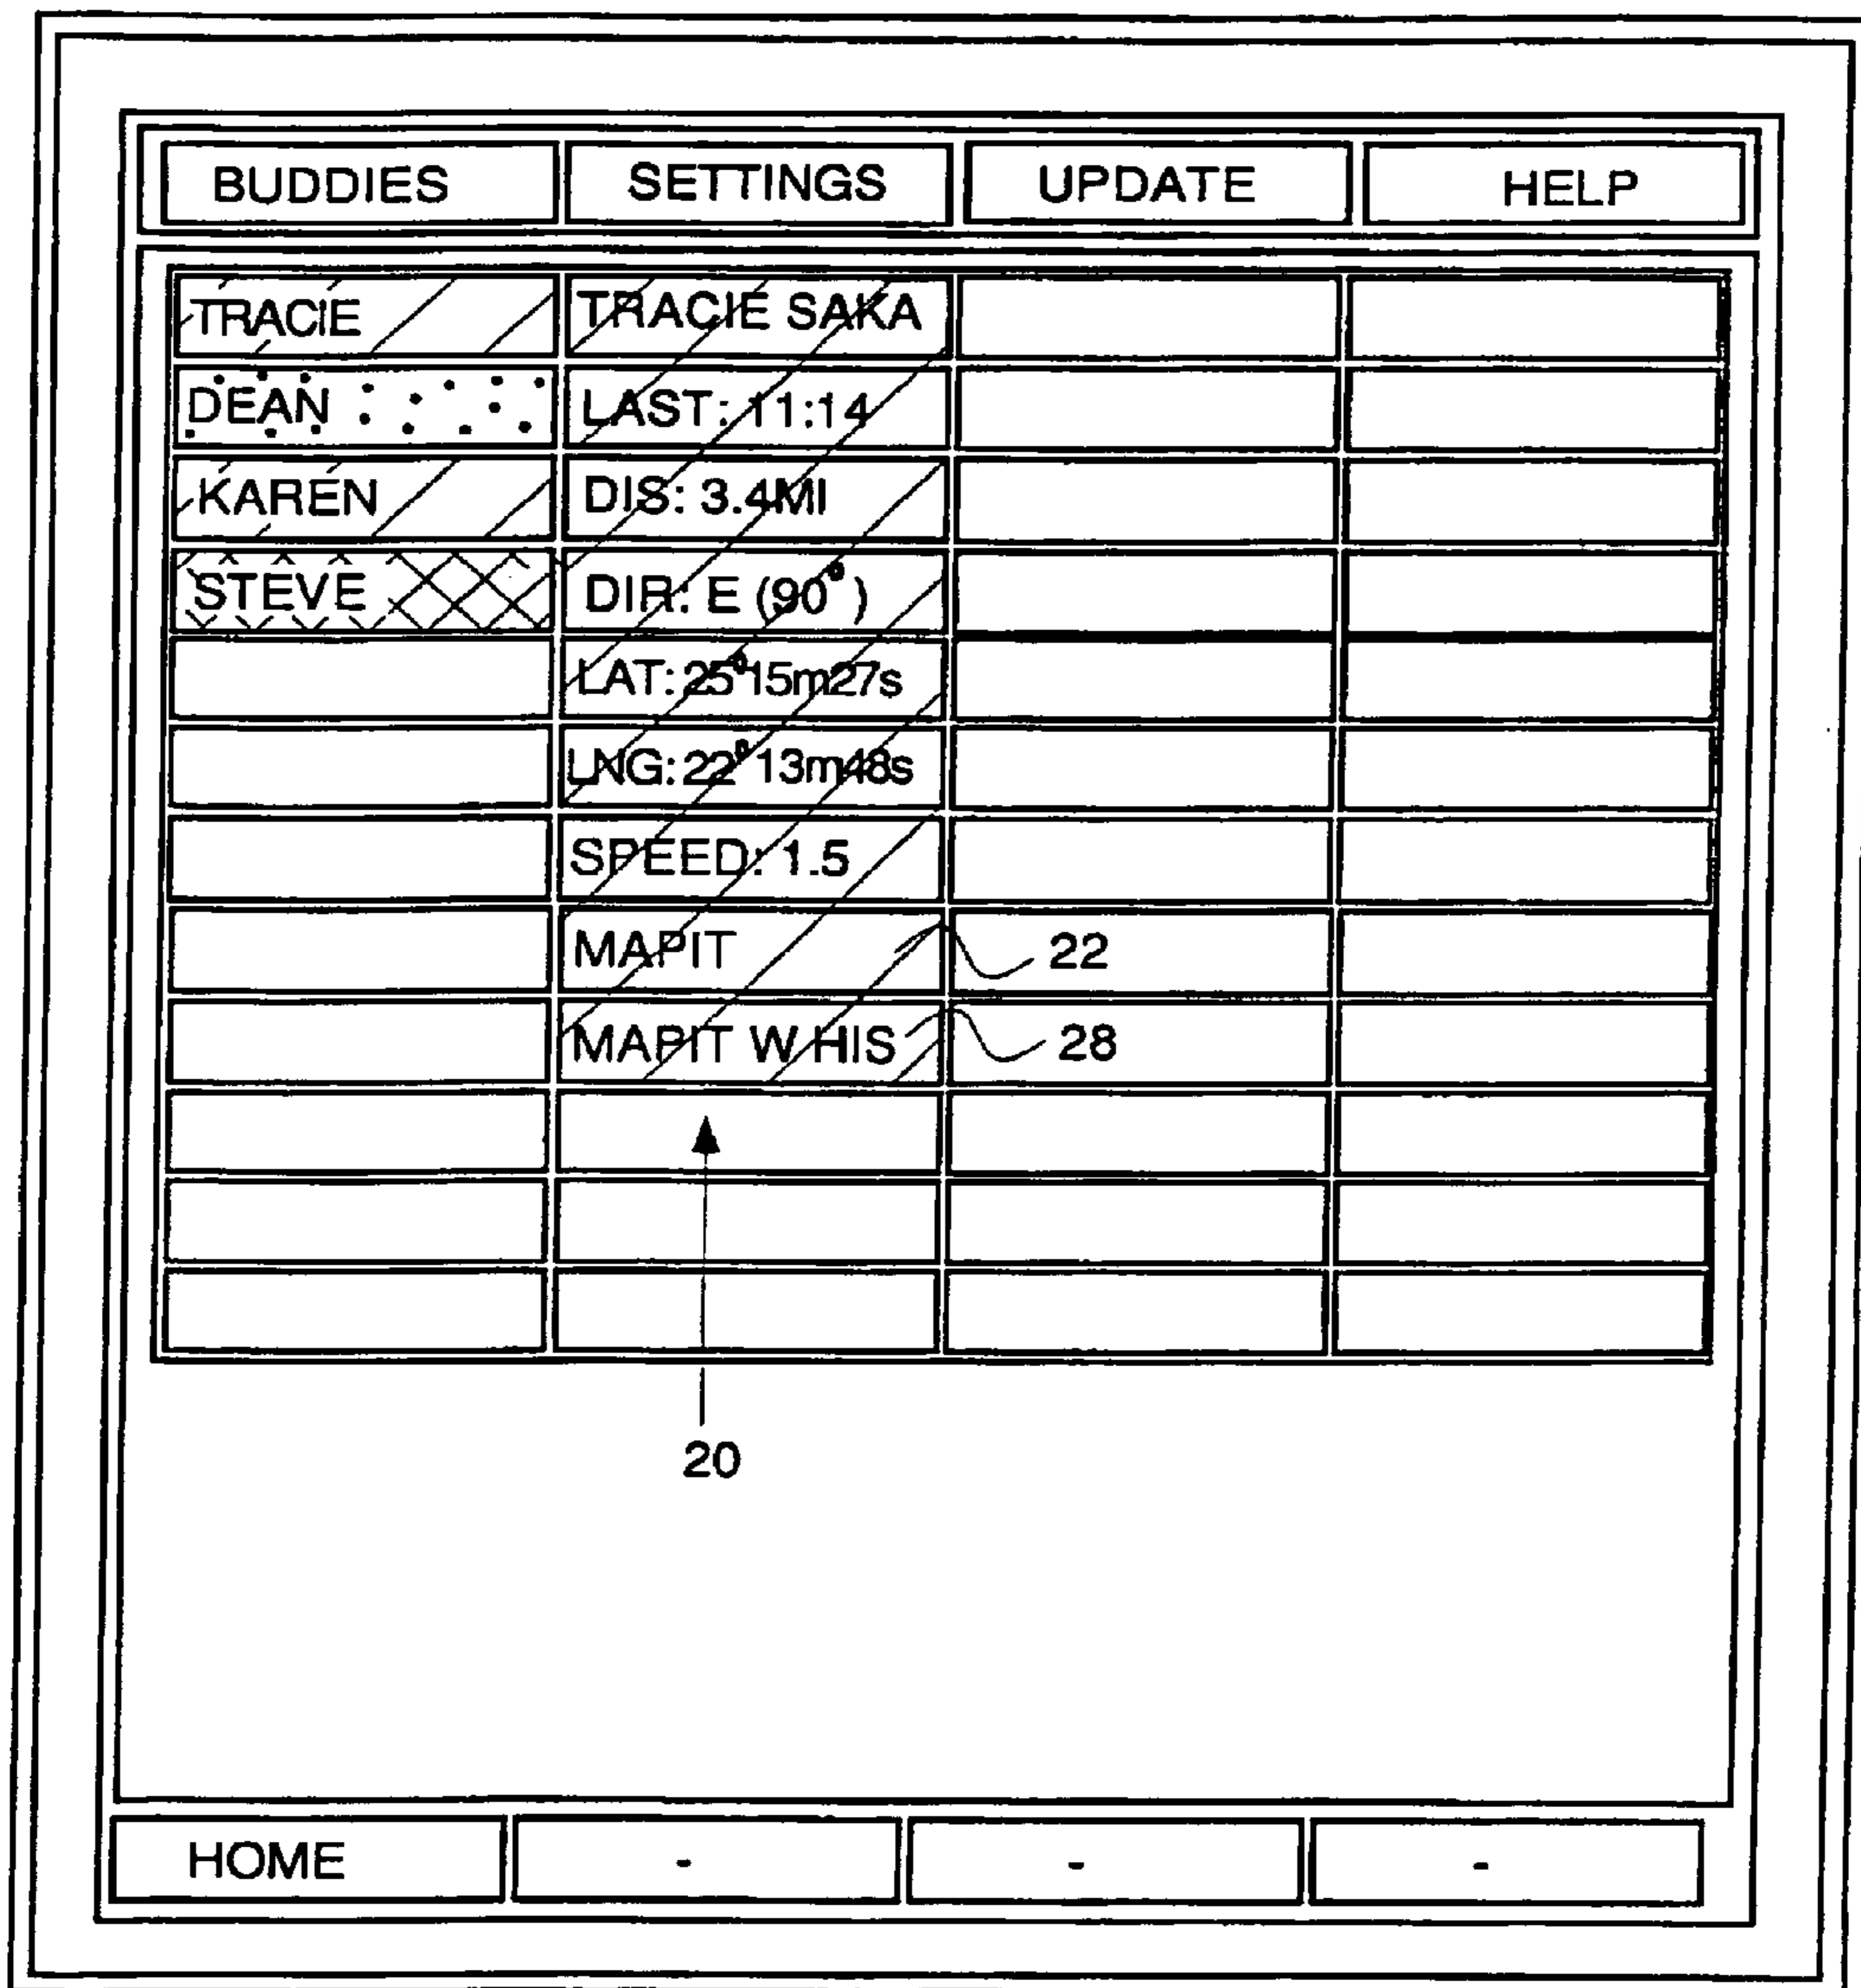 BUDDIES SETTINGS UPDATE HELP
TRACIE TRACIE SAKA
DEAN LAST: 11:14
KAREN DIS: 3.4MI
STEVE DIR: E (90°)
LAT: 25°15m27s
LNG: 22°13m48s
SPEED: 1.5
MAPIT 22
MAPIT W HIS 28
20
HOME - - -